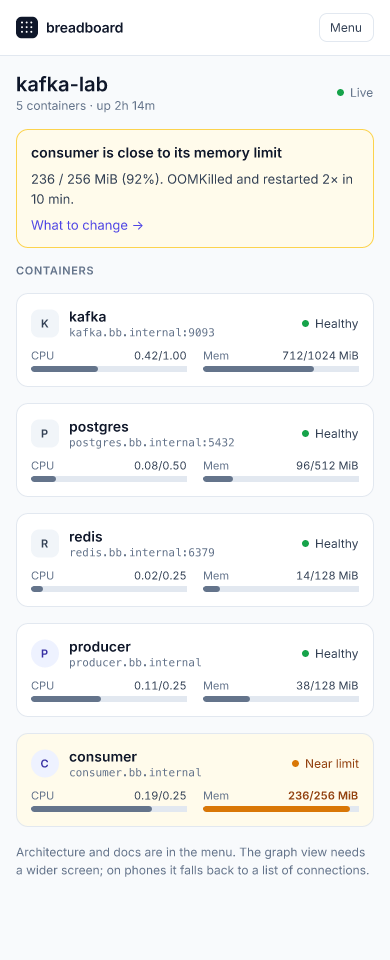 breadboard
Menu
kafka-lab
5 containers · up 2h 14m
Live
consumer is close to its memory limit
236 / 256 MiB (92%). OOMKilled and restarted 2× in
10 min.
What to change →
CONTAINERS
K
kafka
kafka.bb.internal:9093
Healthy
CPU 0.42/1.00
Mem 712/1024 MiB
P
postgres
postgres.bb.internal:5432
Healthy
CPU 0.08/0.50
Mem 96/512 MiB
R
redis
redis.bb.internal:6379
Healthy
CPU 0.02/0.25
Mem 14/128 MiB
P
producer
producer.bb.internal
Healthy
CPU 0.11/0.25
Mem 38/128 MiB
C
consumer
consumer.bb.internal
Near limit
CPU 0.19/0.25
Mem 236/256 MiB
Architecture and docs are in the menu. The graph view needs
a wider screen; on phones it falls back to a list of connections.